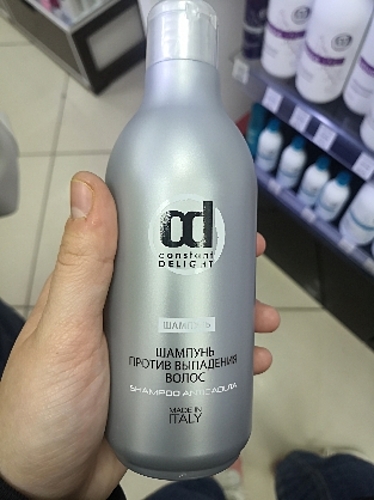 cd
constant
DELIGHT
ШАМПУНЬ
ШАМПУНЬ
ПРОТИВ ВЫПАДЕНИЯ
ВОЛОС
SHAMPOO ANTICADUTA
MADE IN
ITALY